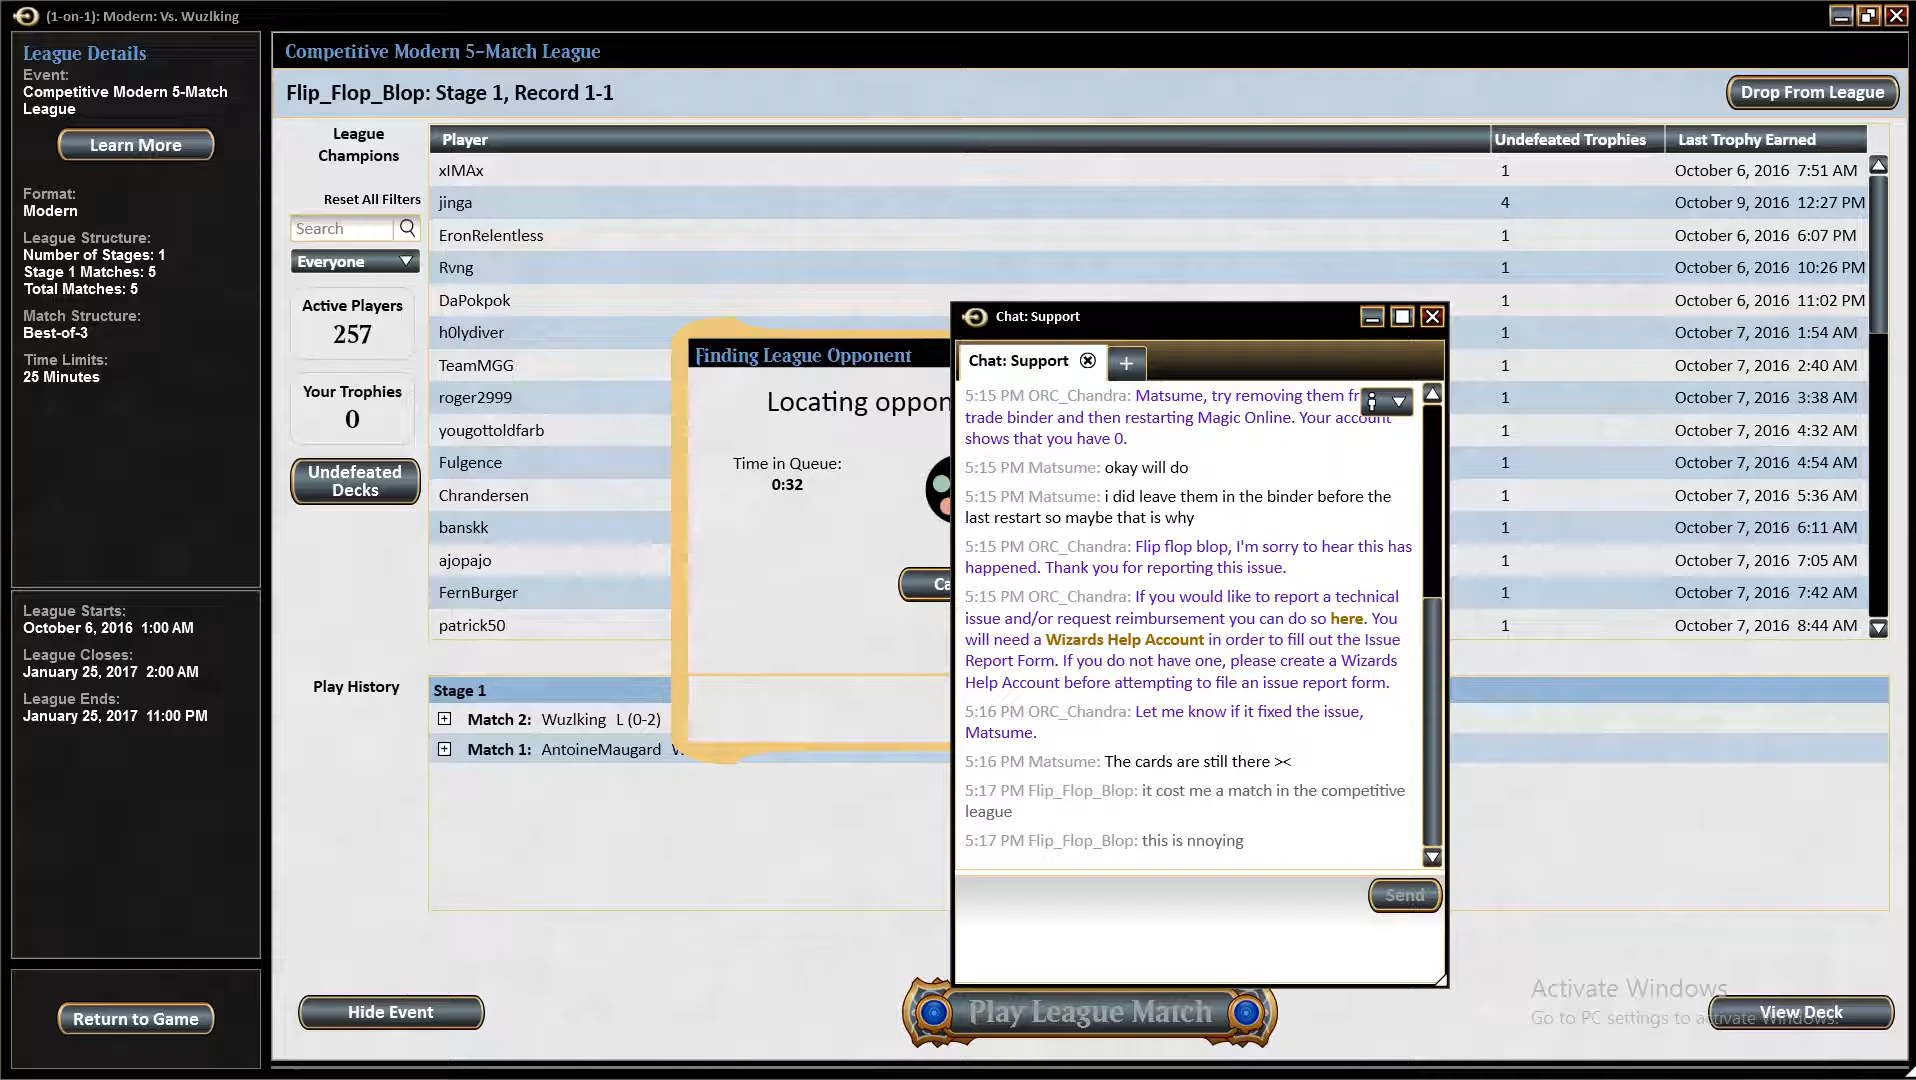 (1-on-1): Modern: Vs. Wuzlking
League Details
Event:
Competitive Modern 5-Match
League
Learn More
Format:
Modern
League Structure:
Number of Stages: 1
Stage 1 Matches: 5
Total Matches: 5
Match Structure:
Best-of-3
Time Limits:
25 Minutes
League Starts:
October 6, 2016 1:00 AM
League Closes:
January 25, 2017 2:00 AM
League Ends:
January 25, 2017 11:00 PM
Return to Game
Competitive Modern 5-Match League
Flip_Flop_Blop: Stage 1, Record 1-1
Drop From League
League
Champions
Reset All Filters
Search
Everyone
Active Players
257
Your Trophies
0
Undefeated
Decks
Player Undefeated Trophies Last Trophy Earned
xIMAx 1 October 6, 2016 7:51 AM
jinga 4 October 9, 2016 12:27 PM
EronRelentless 1 October 6, 2016 6:07 PM
Rvng 1 October 6, 2016 10:26 PM
DaPokpok 1 October 6, 2016 11:02 PM
h0lydiver 1 October 7, 2016 1:54 AM
TeamMGG 1 October 7, 2016 2:40 AM
roger2999 1 October 7, 2016 3:38 AM
yougottoldfarb 1 October 7, 2016 4:32 AM
Fulgence 1 October 7, 2016 4:54 AM
Chrandersen 1 October 7, 2016 5:36 AM
banskk 1 October 7, 2016 6:11 AM
ajopajo 1 October 7, 2016 7:05 AM
FernBurger 1 October 7, 2016 7:42 AM
patrick50 1 October 7, 2016 8:44 AM
Play History
Stage 1
Match 2: Wuzlking L (0-2)
Match 1: AntoineMaugard
Finding League Opponent
Locating oppon
Time in Queue:
0:32
Ca
Chat: Support
Chat: Support
5:15 PM ORC_Chandra: Matsume, try removing them fr
trade binder and then restarting Magic Online. Your account
shows that you have 0.
5:15 PM Matsume: okay will do
5:15 PM Matsume: i did leave them in the binder before the
last restart so maybe that is why
5:15 PM ORC_Chandra: Flip flop blop, I'm sorry to hear this has
happened. Thank you for reporting this issue.
5:15 PM ORC_Chandra: If you would like to report a technical
issue and/or request reimbursement you can do so here. You
will need a Wizards Help Account in order to fill out the Issue
Report Form. If you do not have one, please create a Wizards
Help Account before attempting to file an issue report form.
5:16 PM ORC_Chandra: Let me know if it fixed the issue,
Matsume.
5:16 PM Matsume: The cards are still there ><
5:17 PM Flip_Flop_Blop: it cost me a match in the competitive
league
5:17 PM Flip_Flop_Blop: this is nnoying
Send
Hide Event
Play League Match
Activate Windows
Go to PC settings to activate Windows.
View Deck